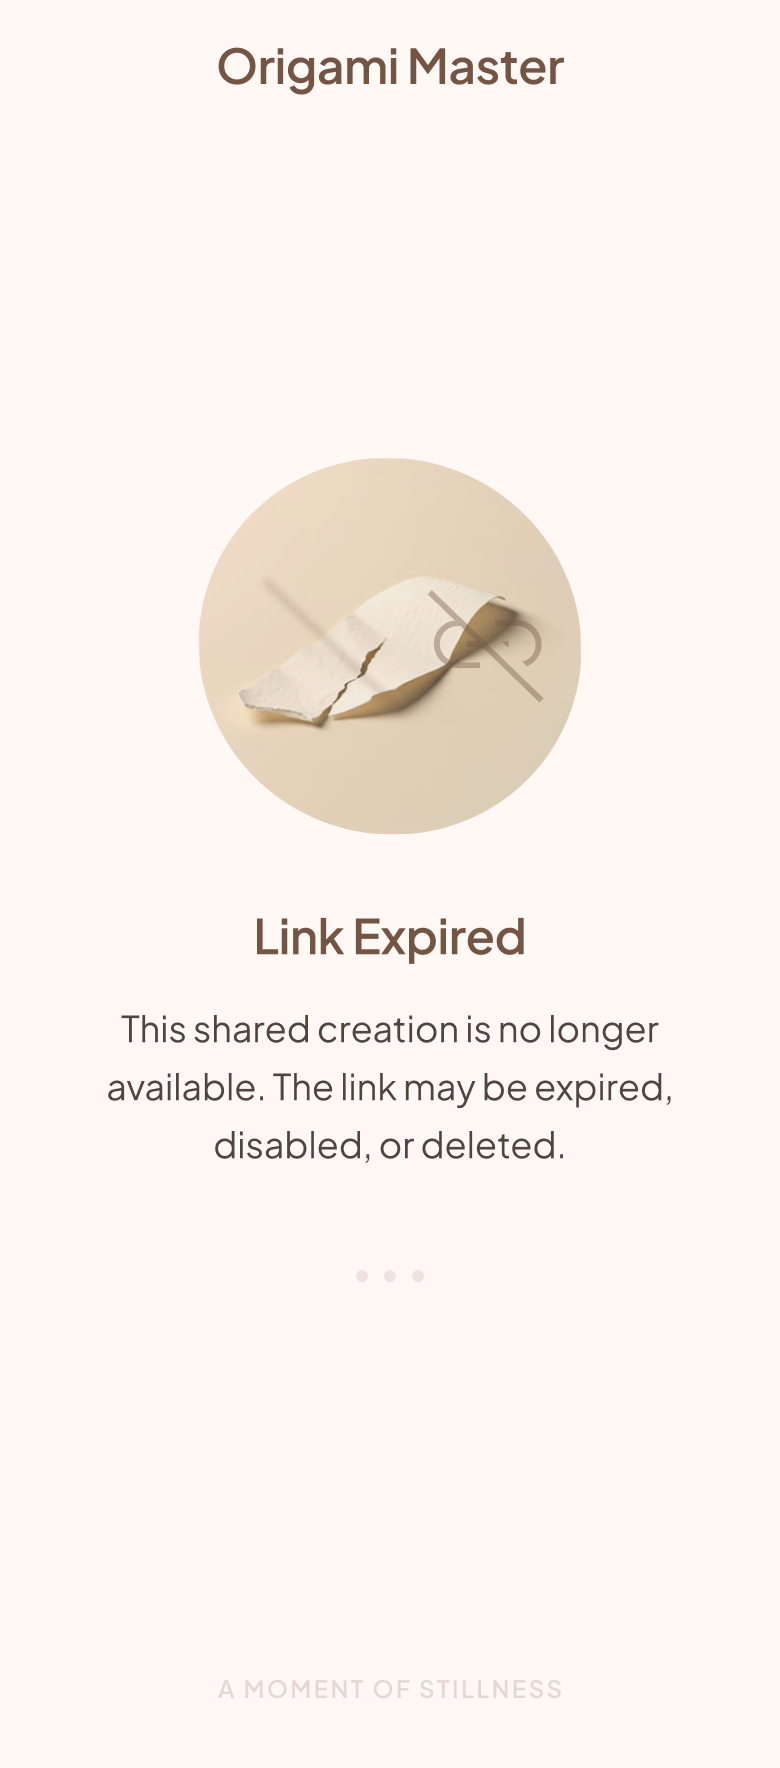 Origami Master
Link Expired
This shared creation is no longer
available. The link may be expired,
disabled, or deleted.
A MOMENT OF STILLNESS